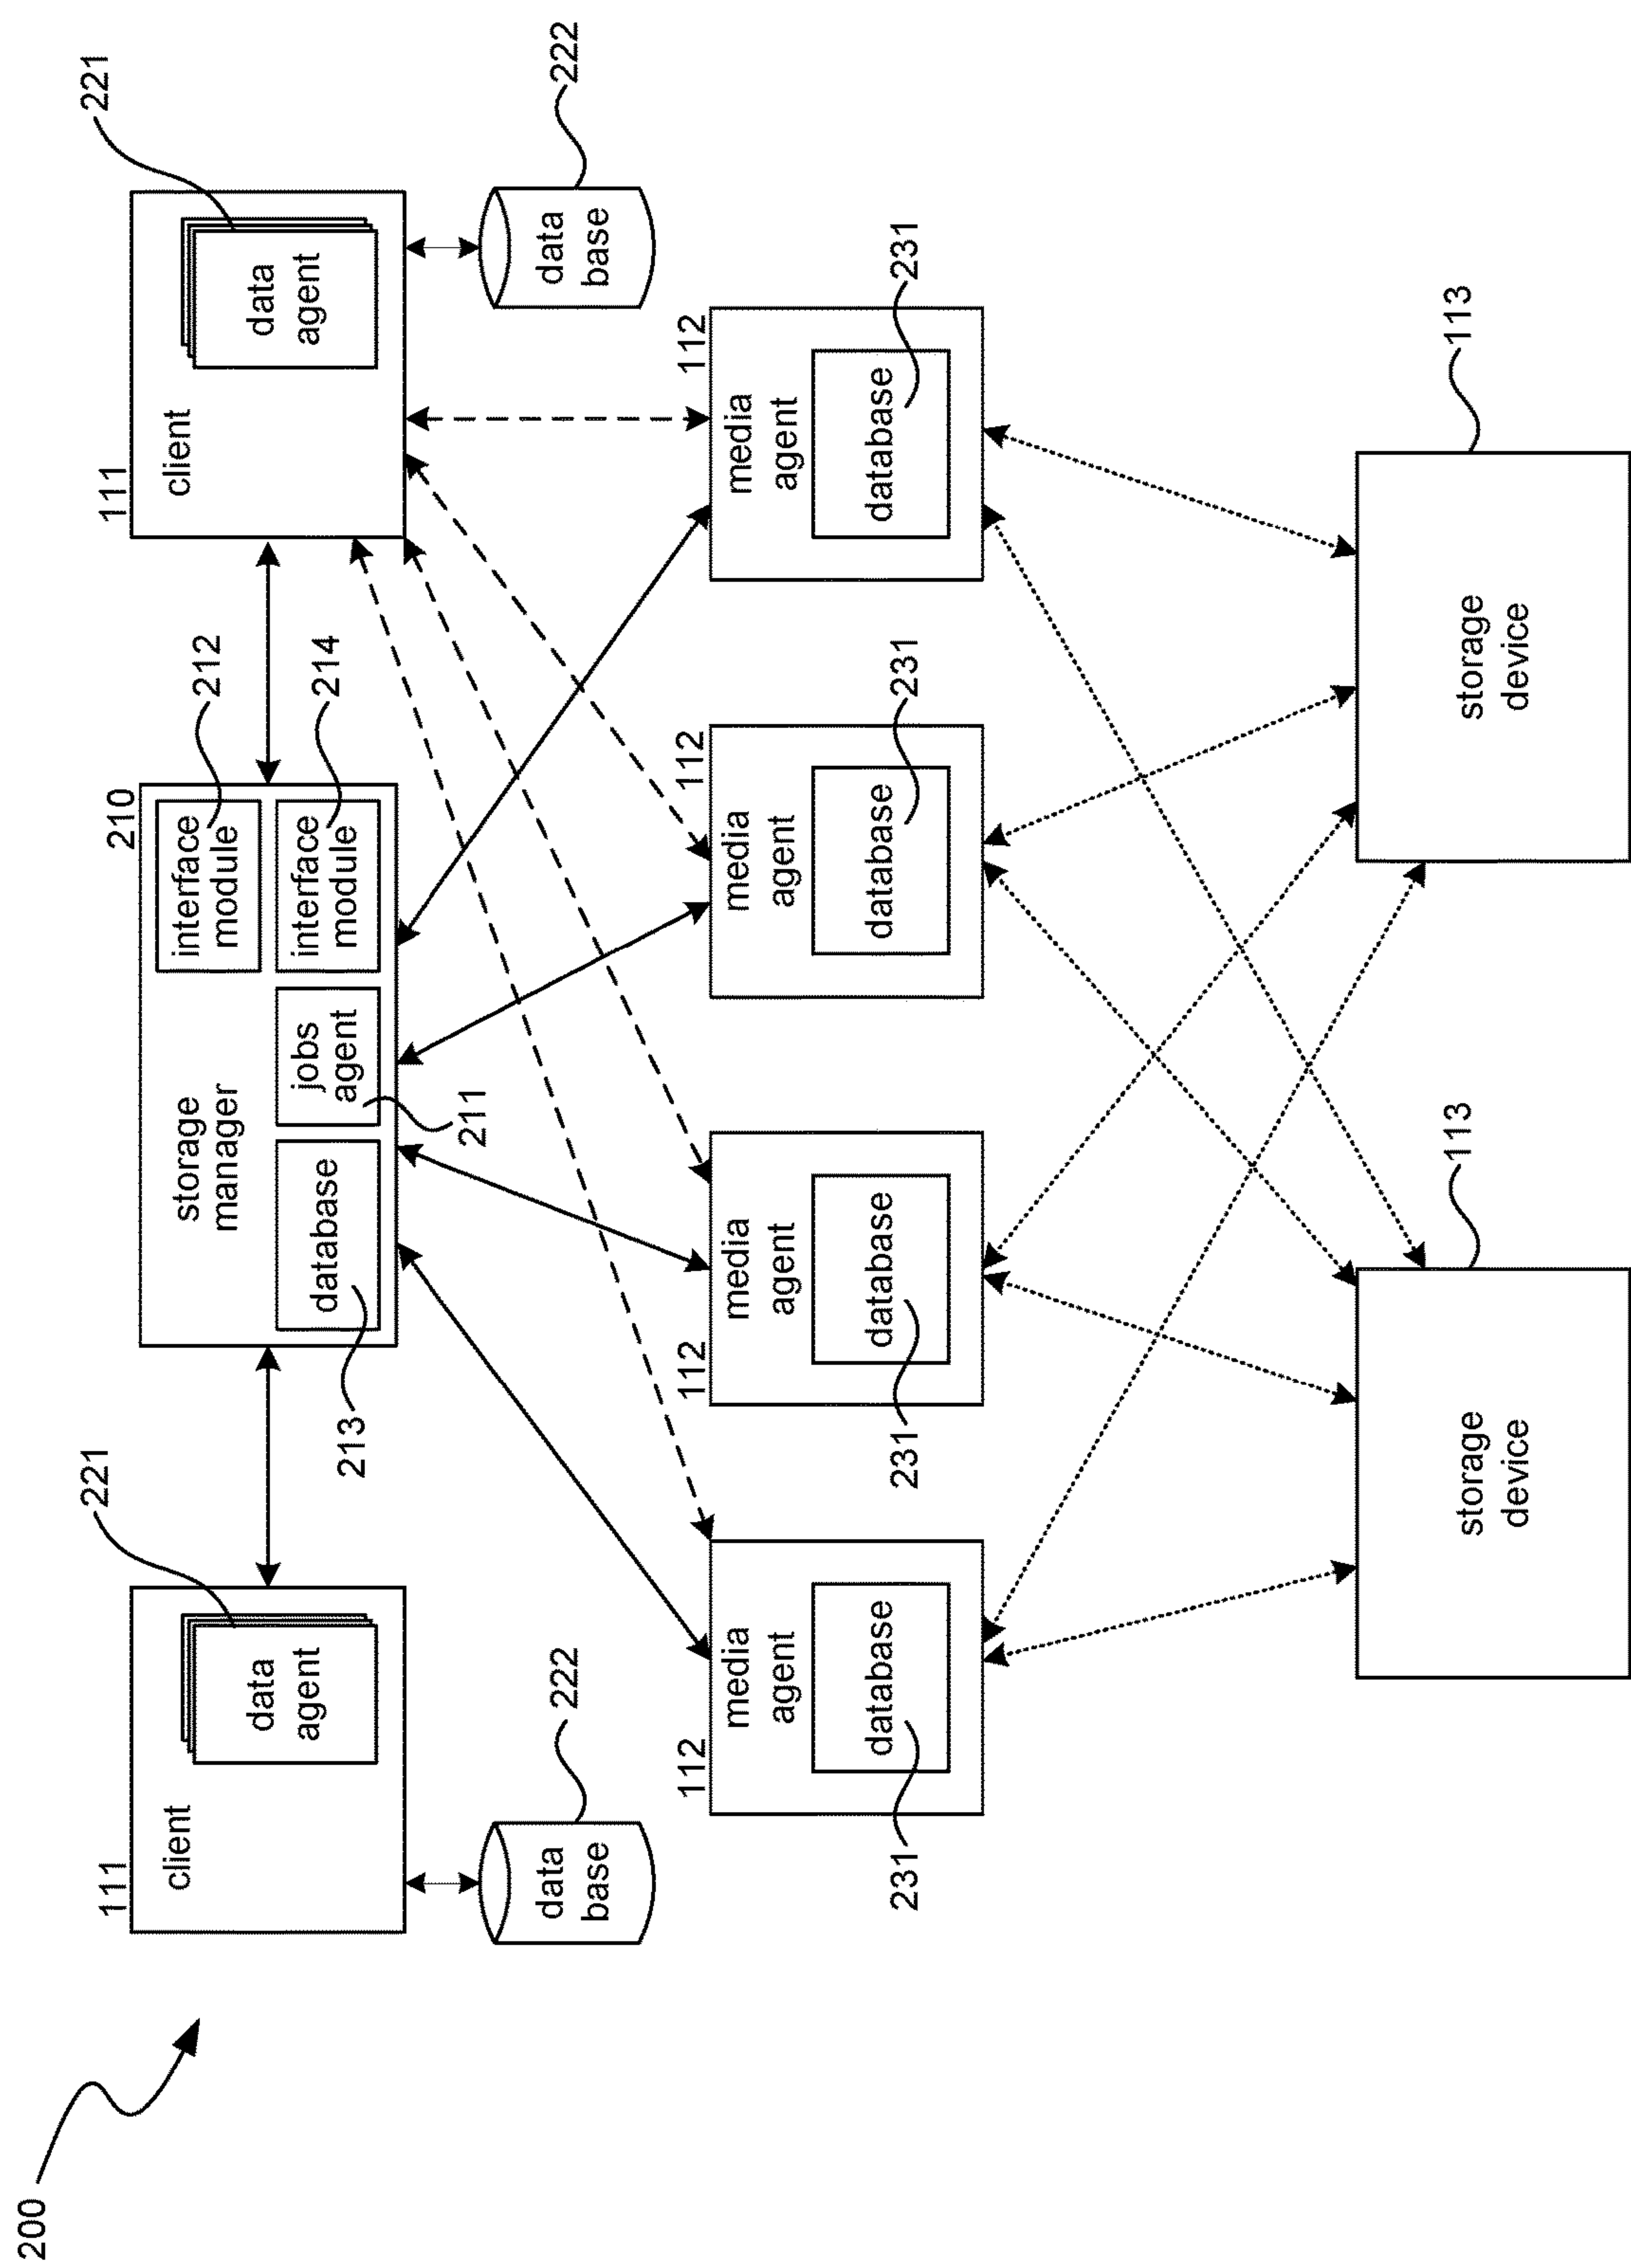 200
111
client
data
agent
221
data
base
222
210
storage
manager
database
213
jobs
agent
211
interface
module
212
interface
module
214
111
client
data
agent
221
data
base
222
112
media
agent
database
231
112
media
agent
database
231
112
media
agent
database
231
112
media
agent
database
231
storage
device
113
storage
device
113